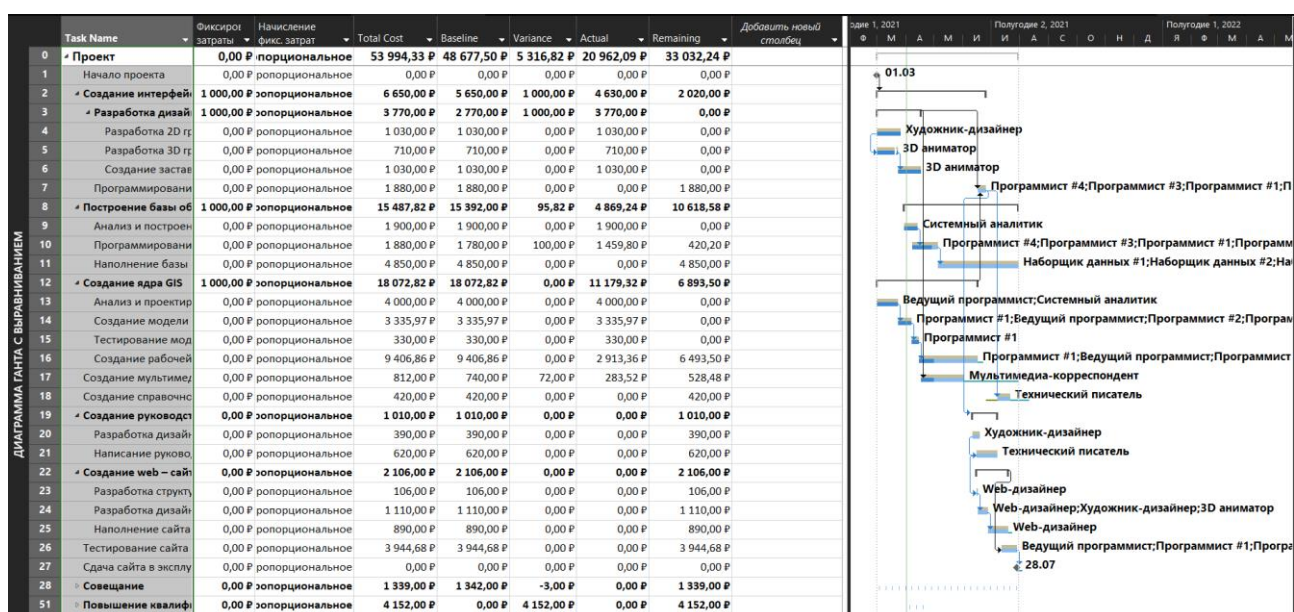 Task Name Фиксиров затраты Начисление фикс. затрат Total Cost Baseline Variance Actual Remaining Добавить новый столбец
одие 1, 2021 Полугодие 2, 2021 Полугодие 1, 2022
Ф М А М И И А С О Н Д Я Ф М А М
0 Проект 0,00 ₽ порциональное 53 994,33 ₽ 48 677,50 ₽ 5 316,82 ₽ 20 962,09 ₽ 33 032,24 ₽
1 Начало проекта 0,00 ₽ ропорциональное 0,00 ₽ 0,00 ₽ 0,00 ₽ 0,00 ₽ 0,00 ₽ 01.03
2 Создание интерфей 1 000,00 ₽ ропорциональное 6 650,00 ₽ 5 650,00 ₽ 1 000,00 ₽ 4 630,00 ₽ 2 020,00 ₽
3 Разработка дизай 1 000,00 ₽ ропорциональное 3 770,00 ₽ 2 770,00 ₽ 1 000,00 ₽ 3 770,00 ₽ 0,00 ₽
4 Разработка 2D гр 0,00 ₽ ропорциональное 1 030,00 ₽ 1 030,00 ₽ 0,00 ₽ 1 030,00 ₽ 0,00 ₽ Художник-дизайнер
5 Разработка 3D гр 0,00 ₽ ропорциональное 710,00 ₽ 710,00 ₽ 0,00 ₽ 710,00 ₽ 0,00 ₽ 3D аниматор
6 Создание застав 0,00 ₽ ропорциональное 1 030,00 ₽ 1 030,00 ₽ 0,00 ₽ 1 030,00 ₽ 0,00 ₽ 3D аниматор
7 Программировани 0,00 ₽ ропорциональное 1 880,00 ₽ 1 880,00 ₽ 0,00 ₽ 0,00 ₽ 1 880,00 ₽ Программист #4;Программист #3;Программист #1;П
8 Построение базы об 1 000,00 ₽ ропорциональное 15 487,82 ₽ 15 392,00 ₽ 95,82 ₽ 4 869,24 ₽ 10 618,58 ₽
9 Анализ и построен 0,00 ₽ ропорциональное 1 900,00 ₽ 1 900,00 ₽ 0,00 ₽ 1 900,00 ₽ 0,00 ₽ Системный аналитик
10 Программировани 0,00 ₽ ропорциональное 1 880,00 ₽ 1 780,00 ₽ 100,00 ₽ 1 459,80 ₽ 420,20 ₽ Программист #4;Программист #3;Программист #1;Программ
11 Наполнение базы 0,00 ₽ ропорциональное 4 850,00 ₽ 4 850,00 ₽ 0,00 ₽ 0,00 ₽ 4 850,00 ₽ Наборщик данных #1;Наборщик данных #2;На
12 Создание ядра GIS 1 000,00 ₽ ропорциональное 18 072,82 ₽ 18 072,82 ₽ 0,00 ₽ 11 179,32 ₽ 6 893,50 ₽
13 Анализ и проектир 0,00 ₽ ропорциональное 4 000,00 ₽ 4 000,00 ₽ 0,00 ₽ 4 000,00 ₽ 0,00 ₽ Ведущий программист;Системный аналитик
14 Создание модели 0,00 ₽ ропорциональное 3 335,97 ₽ 3 335,97 ₽ 0,00 ₽ 3 335,97 ₽ 0,00 ₽ Программист #1;Ведущий программист;Программист #2;Програм
15 Тестирование мод 0,00 ₽ ропорциональное 330,00 ₽ 330,00 ₽ 0,00 ₽ 330,00 ₽ 0,00 ₽ Программист #1
16 Создание рабочей 0,00 ₽ ропорциональное 9 406,86 ₽ 9 406,86 ₽ 0,00 ₽ 2 913,36 ₽ 6 493,50 ₽ Программист #1;Ведущий программист;Программист
17 Создание мультимед 0,00 ₽ ропорциональное 812,00 ₽ 740,00 ₽ 72,00 ₽ 283,52 ₽ 528,48 ₽ Мультимедиа-корреспондент
18 Создание справочно 0,00 ₽ ропорциональное 420,00 ₽ 420,00 ₽ 0,00 ₽ 0,00 ₽ 420,00 ₽ Технический писатель
19 Создание руководст 0,00 ₽ ропорциональное 1 010,00 ₽ 1 010,00 ₽ 0,00 ₽ 0,00 ₽ 1 010,00 ₽
20 Разработка дизайн 0,00 ₽ ропорциональное 390,00 ₽ 390,00 ₽ 0,00 ₽ 0,00 ₽ 390,00 ₽ Художник-дизайнер
21 Написание руково 0,00 ₽ ропорциональное 620,00 ₽ 620,00 ₽ 0,00 ₽ 0,00 ₽ 620,00 ₽ Технический писатель
22 Создание web – сай 0,00 ₽ ропорциональное 2 106,00 ₽ 2 106,00 ₽ 0,00 ₽ 0,00 ₽ 2 106,00 ₽
23 Разработка структу 0,00 ₽ ропорциональное 106,00 ₽ 106,00 ₽ 0,00 ₽ 0,00 ₽ 106,00 ₽ Web-дизайнер
24 Разработка дизайн 0,00 ₽ ропорциональное 1 110,00 ₽ 1 110,00 ₽ 0,00 ₽ 0,00 ₽ 1 110,00 ₽ Web-дизайнер;Художник-дизайнер;3D аниматор
25 Наполнение сайта 0,00 ₽ ропорциональное 890,00 ₽ 890,00 ₽ 0,00 ₽ 0,00 ₽ 890,00 ₽ Web-дизайнер
26 Тестирование сайта 0,00 ₽ ропорциональное 3 944,68 ₽ 3 944,68 ₽ 0,00 ₽ 0,00 ₽ 3 944,68 ₽ Ведущий программист;Программист #1;Програ
27 Сдача сайта в эксплу 0,00 ₽ ропорциональное 0,00 ₽ 0,00 ₽ 0,00 ₽ 0,00 ₽ 0,00 ₽ 28.07
28 Совещание 0,00 ₽ ропорциональное 1 339,00 ₽ 1 342,00 ₽ -3,00 ₽ 0,00 ₽ 1 339,00 ₽
51 Повышение квалифи 0,00 ₽ ропорциональное 4 152,00 ₽ 0,00 ₽ 4 152,00 ₽ 0,00 ₽ 4 152,00 ₽
ДИАГРАММА ГАНТА С ВЫРАВНИВАНИЕМ